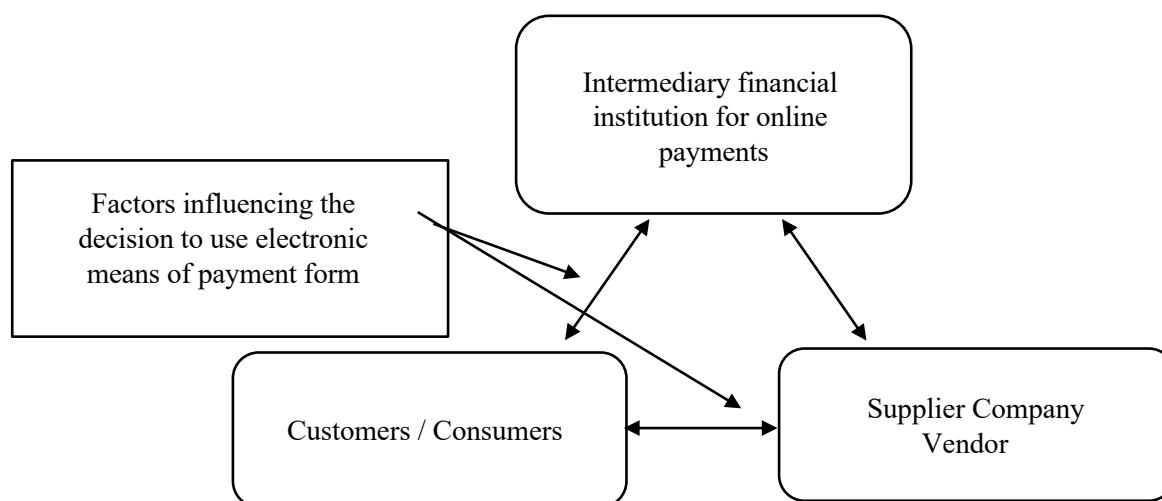 Intermediary financial
institution for online
payments
Factors influencing the
decision to use electronic
means of payment form
Customers / Consumers
Supplier Company
Vendor